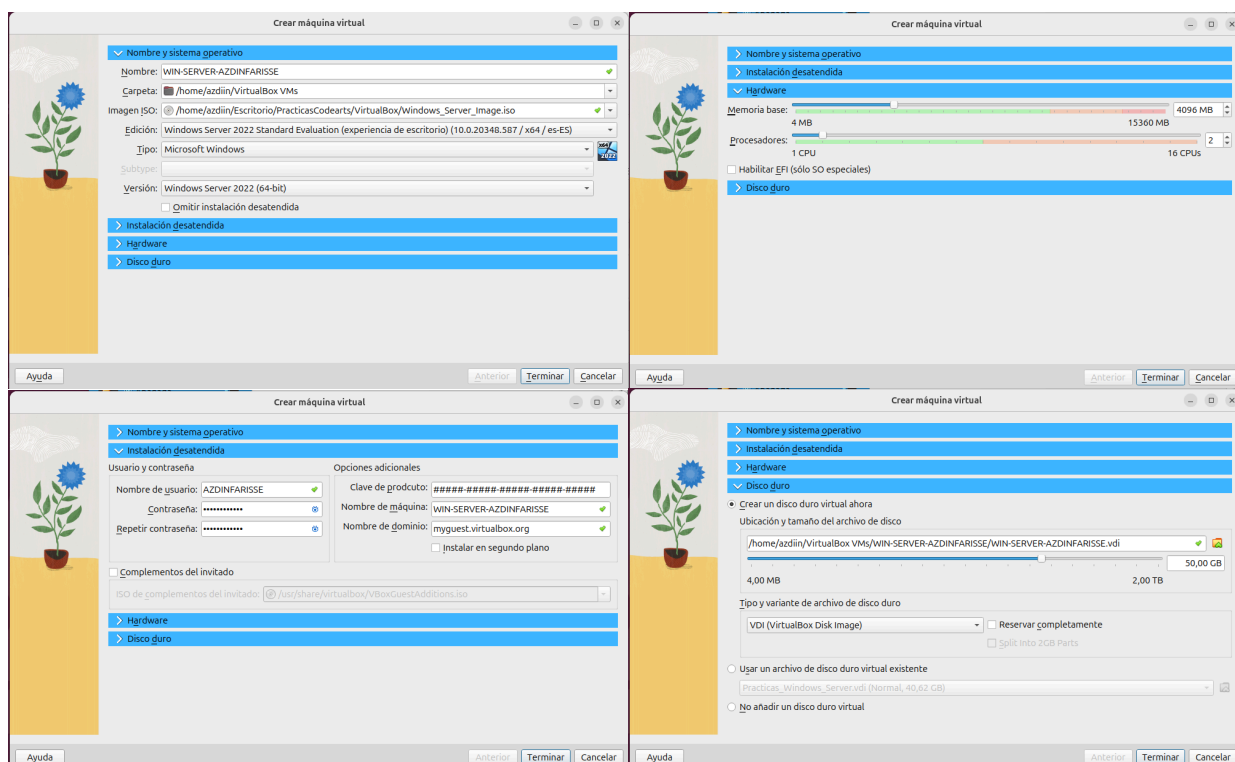 Crear máquina virtual
Nombre y sistema operativo
Nombre: WIN-SERVER-AZDINFARISSE
Carpeta: /home/azdiin/VirtualBox VMs
Imagen ISO: /home/azdiin/Escritorio/PracticasCodearts/VirtualBox/Windows_Server_Image.iso
Edición: Windows Server 2022 Standard Evaluation (experiencia de escritorio) (10.0.20348.587 / x64 / es-ES)
Tipo: Microsoft Windows
x64
2022
Subtype:
Versión: Windows Server 2022 (64-bit)
Omitir instalación desatendida
Instalación desatendida
Hardware
Disco duro
Ayuda
Anterior Terminar Cancelar
Crear máquina virtual
Nombre y sistema operativo
Instalación desatendida
Hardware
Memoria base: 4096 MB
4 MB 15360 MB
Procesadores: 2
1 CPU 16 CPUs
Habilitar EFI (sólo SO especiales)
Disco duro
Ayuda
Anterior Terminar Cancelar
Crear máquina virtual
Nombre y sistema operativo
Instalación desatendida
Usuario y contraseña
Nombre de usuario: AZDINFARISSE
Contraseña: ••••••••••••
Repetir contraseña: ••••••••••••
Opciones adicionales
Clave de prodcuto: #####-#####-#####-#####-#####
Nombre de máquina: WIN-SERVER-AZDINFARISSE
Nombre de dominio: myguest.virtualbox.org
Instalar en segundo plano
Complementos del invitado
ISO de complementos del invitado: /usr/share/virtualbox/VBoxGuestAdditions.iso
Hardware
Disco duro
Ayuda
Anterior Terminar Cancelar
Crear máquina virtual
Nombre y sistema operativo
Instalación desatendida
Hardware
Disco duro
Crear un disco duro virtual ahora
Ubicación y tamaño del archivo de disco
/home/azdiin/VirtualBox VMs/WIN-SERVER-AZDINFARISSE/WIN-SERVER-AZDINFARISSE.vdi
50,00 GB
4,00 MB 2,00 TB
Tipo y variante de archivo de disco duro
VDI (VirtualBox Disk Image) Reservar completamente
Split Into 2GB Parts
Usar un archivo de disco duro virtual existente
Practicas_Windows_Server.vdi (Normal, 40,62 GB)
No añadir un disco duro virtual
Ayuda
Anterior Terminar Cancelar